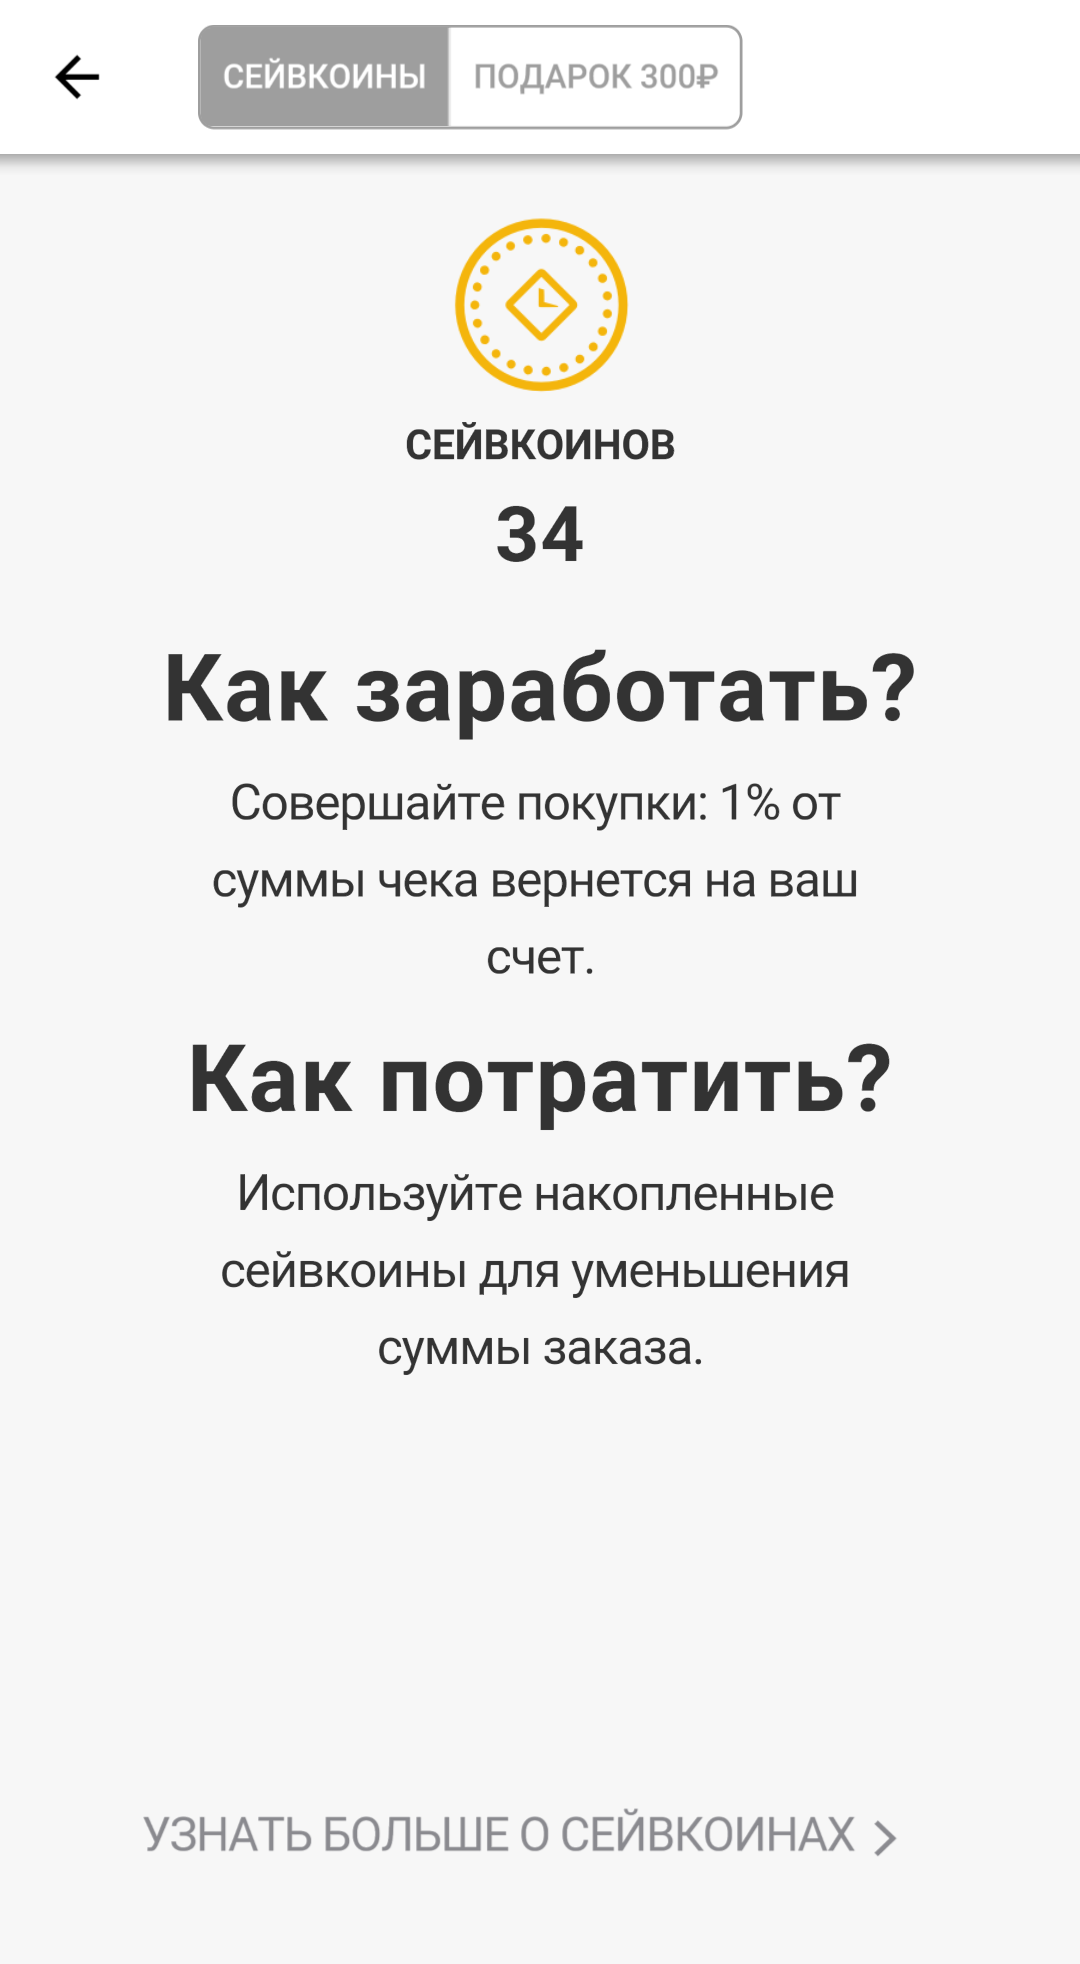 СЕЙВКОИНЫ ПОДАРОК 300₽
СЕЙВКОИНОВ
34
Как заработать?
Совершайте покупки: 1% от
суммы чека вернется на ваш
счет.
Как потратить?
Используйте накопленные
сейвкоины для уменьшения
суммы заказа.
УЗНАТЬ БОЛЬШЕ О СЕЙВКОИНАХ